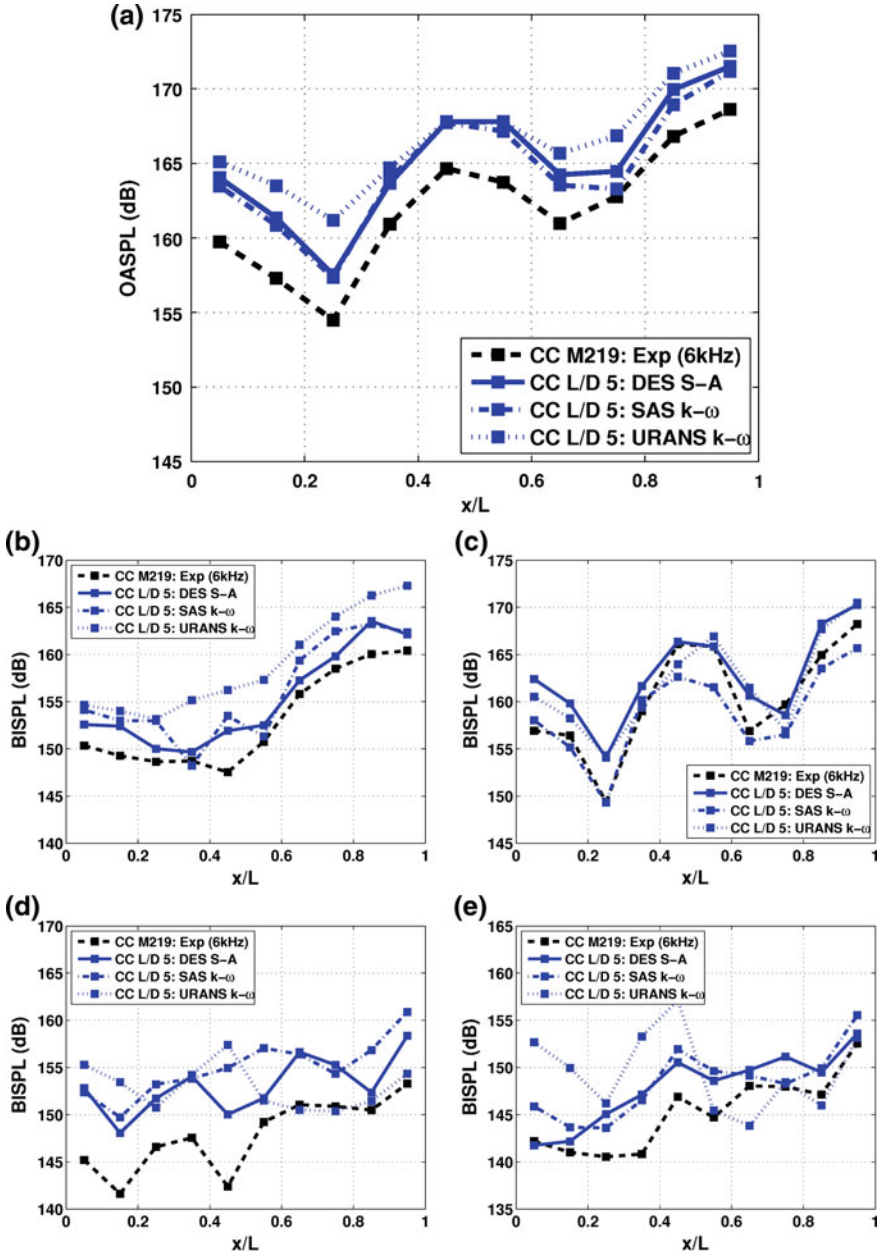 (a)
175
170
165
160
155
150
145
OASPL (dB)
CC M219: Exp (6kHz)
CC L/D 5: DES S-A
CC L/D 5: SAS k-ω
CC L/D 5: URANS k-ω
0 0.2 0.4 0.6 0.8 1
x/L
(b)
170
165
160
155
150
145
140
BISPL (dB)
CC M219: Exp (6kHz)
CC L/D 5: DES S-A
CC L/D 5: SAS k-ω
CC L/D 5: URANS k-ω
0 0.2 0.4 0.6 0.8 1
x/L
(c)
175
170
165
160
155
150
145
BISPL (dB)
CC M219: Exp (6kHz)
CC L/D 5: DES S-A
CC L/D 5: SAS k-ω
CC L/D 5: URANS k-ω
0 0.2 0.4 0.6 0.8 1
x/L
(d)
170
165
160
155
150
145
140
BISPL (dB)
CC M219: Exp (6kHz)
CC L/D 5: DES S-A
CC L/D 5: SAS k-ω
CC L/D 5: URANS k-ω
0 0.2 0.4 0.6 0.8 1
x/L
(e)
165
160
155
150
145
140
135
BISPL (dB)
CC M219: Exp (6kHz)
CC L/D 5: DES S-A
CC L/D 5: SAS k-ω
CC L/D 5: URANS k-ω
0 0.2 0.4 0.6 0.8 1
x/L